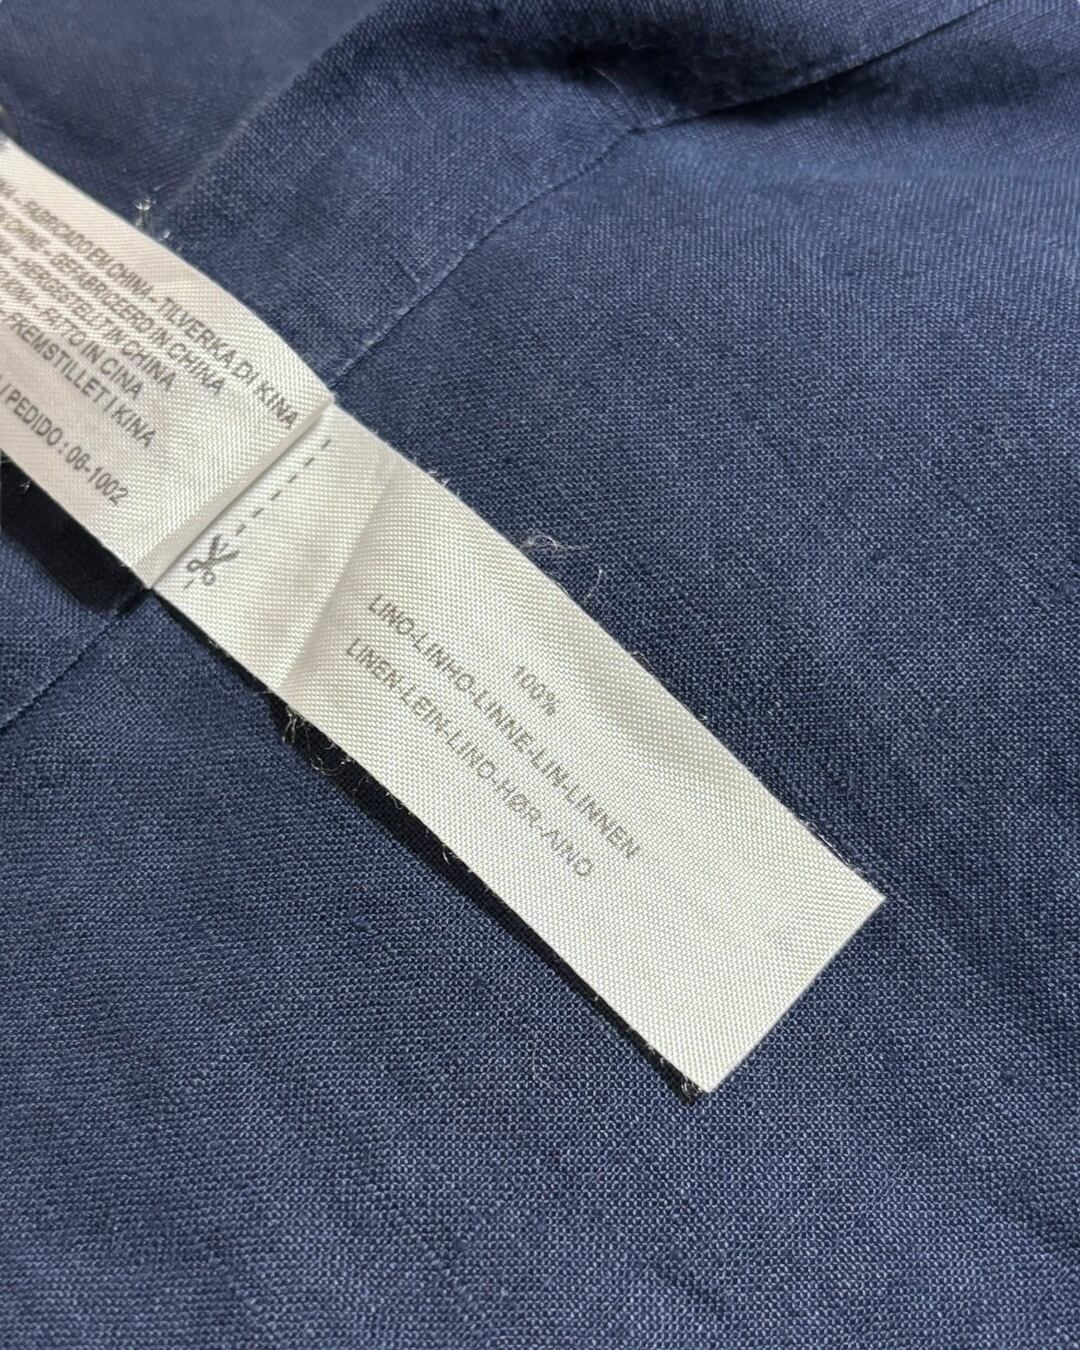 FABRICADO EN CHINA - TILVERKAD I KINA
CHINE - GEFABRICEERD IN CHINA
HERGESTELLT IN CHINA
FATTO IN CINA
FREMSTILLET I KINA
/ PEDIDO : 06-1002
100%
LINO-LINHO-LINNE-LIN-LINNEN
LINEN-LEIN-LINO-HØR-AINO